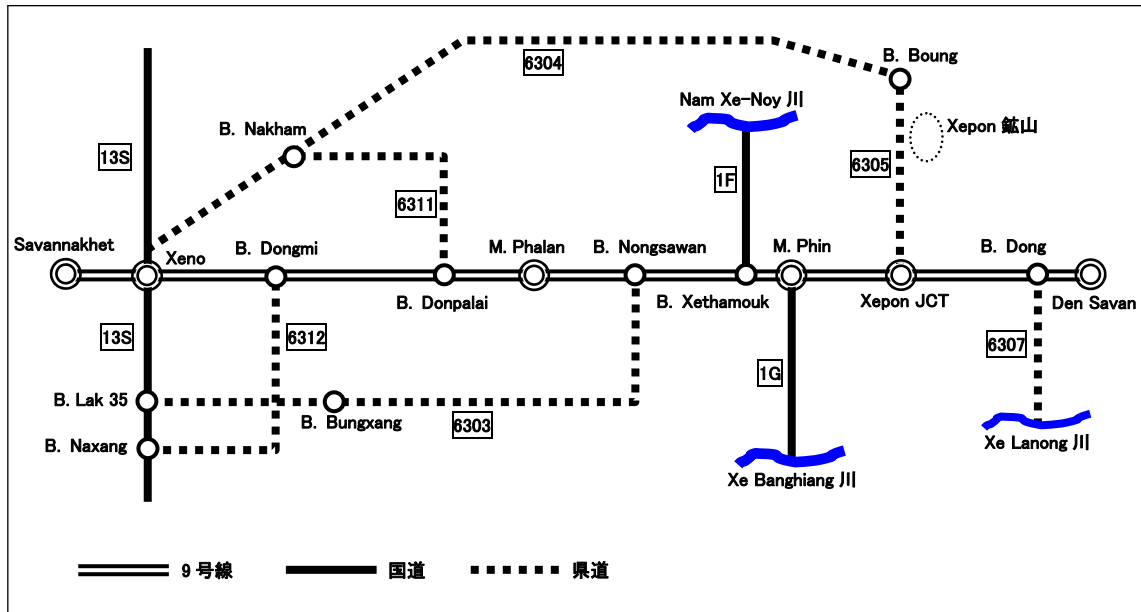 B. Boung
6304
Nam Xe-Noy 川
Xepon 鉱山
B. Nakham
13S
1F
6305
6311
Savannakhet
Xeno
B. Dongmi
M. Phalan
B. Nongsawan
M. Phin
B. Dong
B. Donpalai
B. Xethamouk
Xepon JCT
Den Savan
13S
6312
6307
1G
B. Lak 35
B. Bungxang
6303
B. Naxang
Xe Lanong 川
Xe Banghiang 川
9 号線
国道
県道